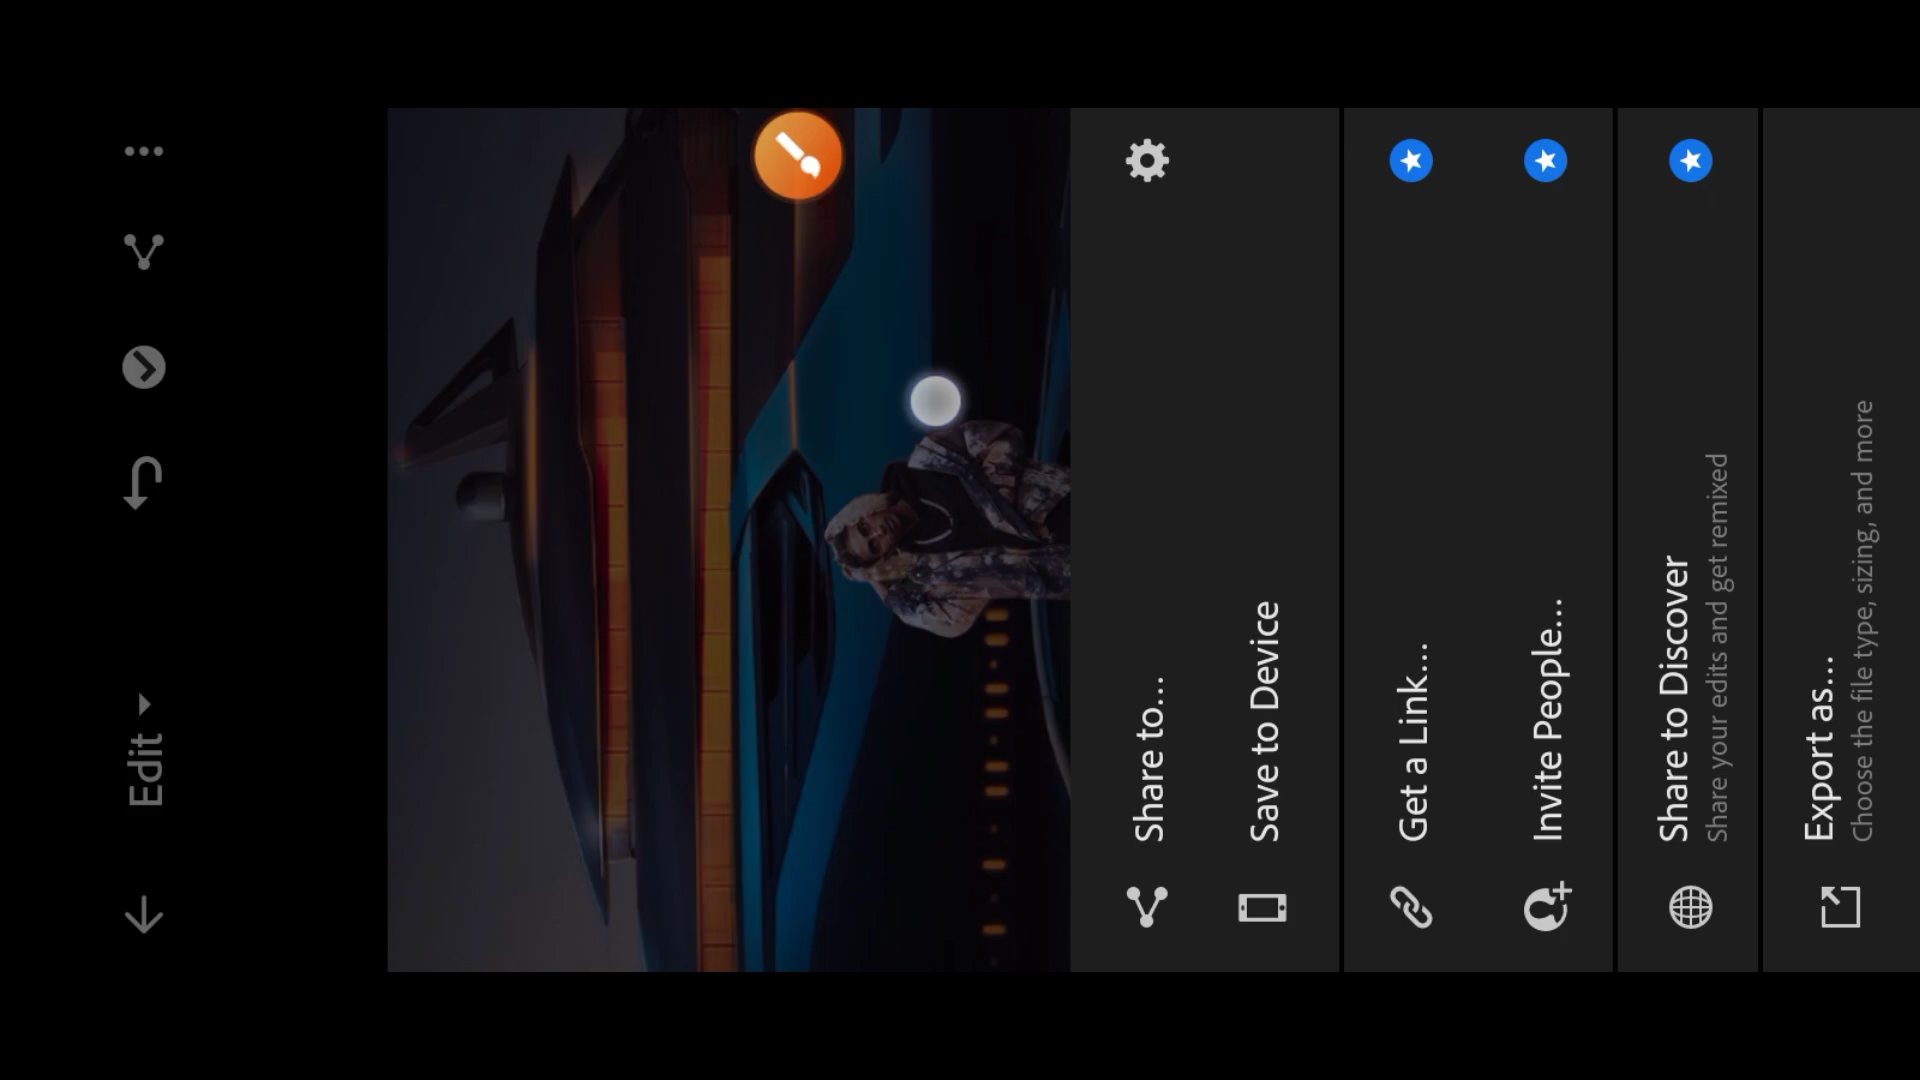 Edit
Share to...
Save to Device
Get a Link...
Invite People...
Share to Discover
Share your edits and get remixed
Export as...
Choose the file type, sizing, and more